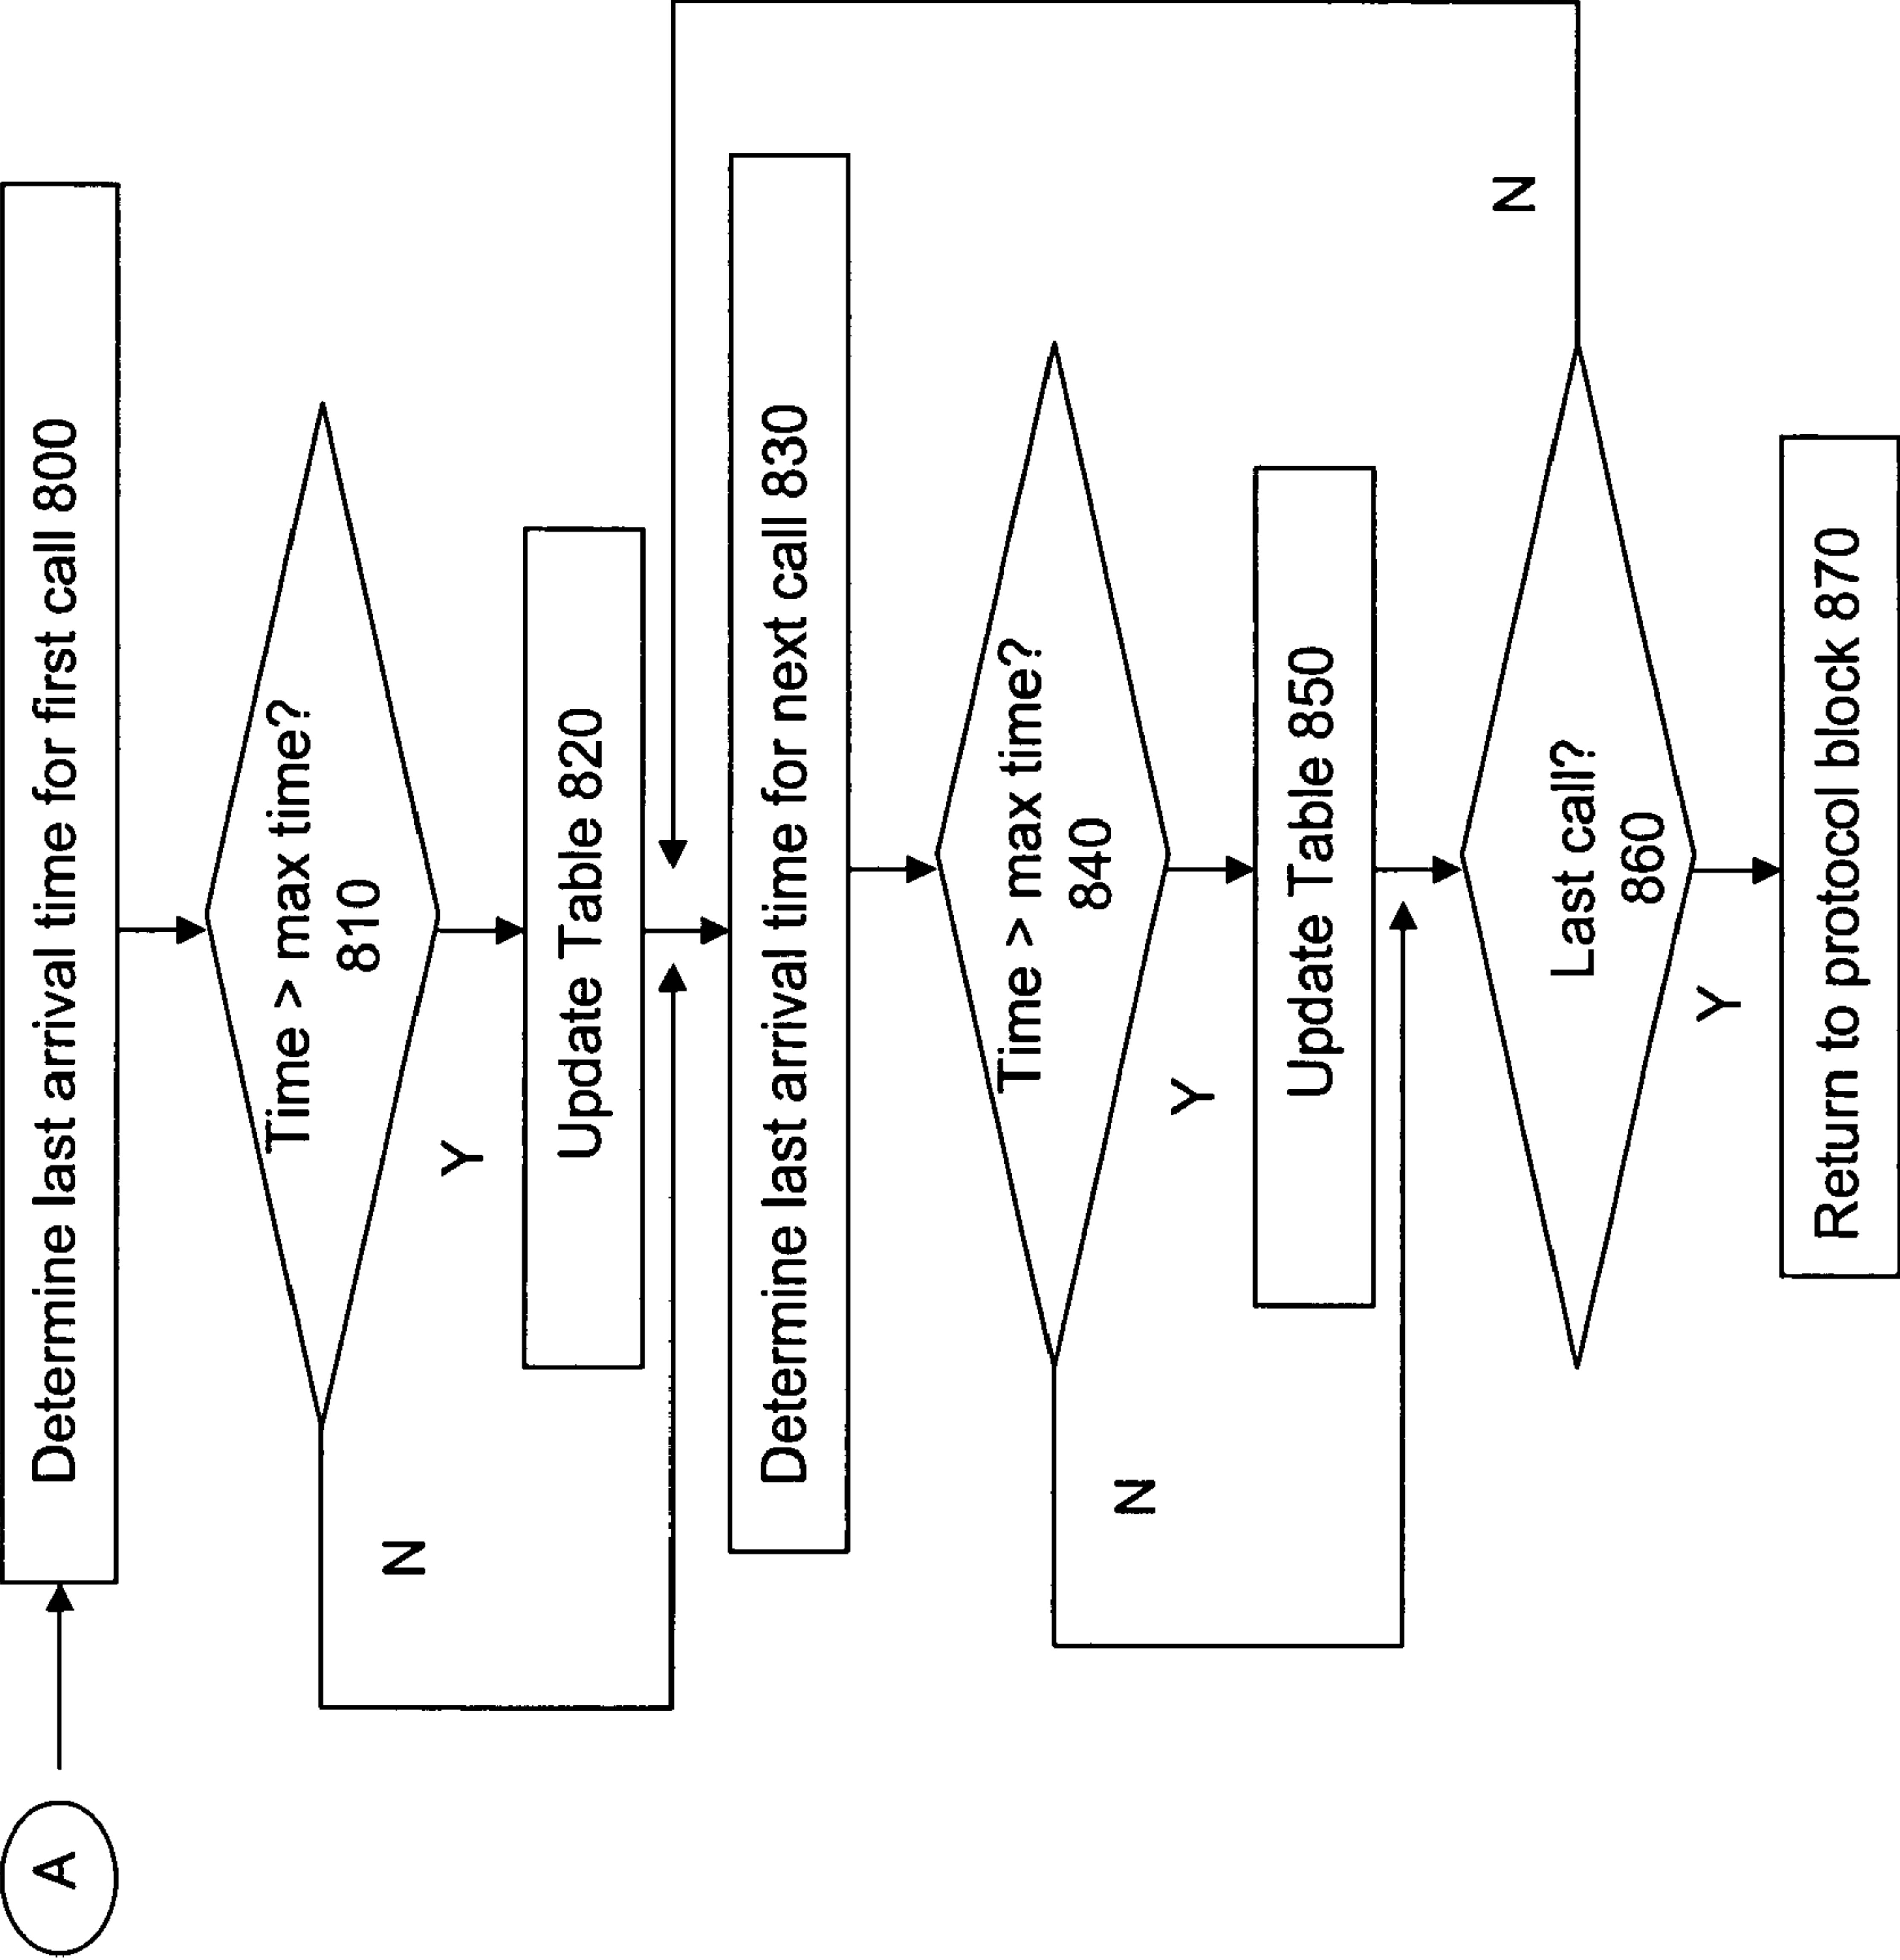 A
Determine last arrival time for first call 800
Time > max time?
810
N
Y
Update Table 820
Determine last arrival time for next call 830
Time > max time?
840
N
Y
Update Table 850
Last call?
860
N
Y
Return to protocol block 870